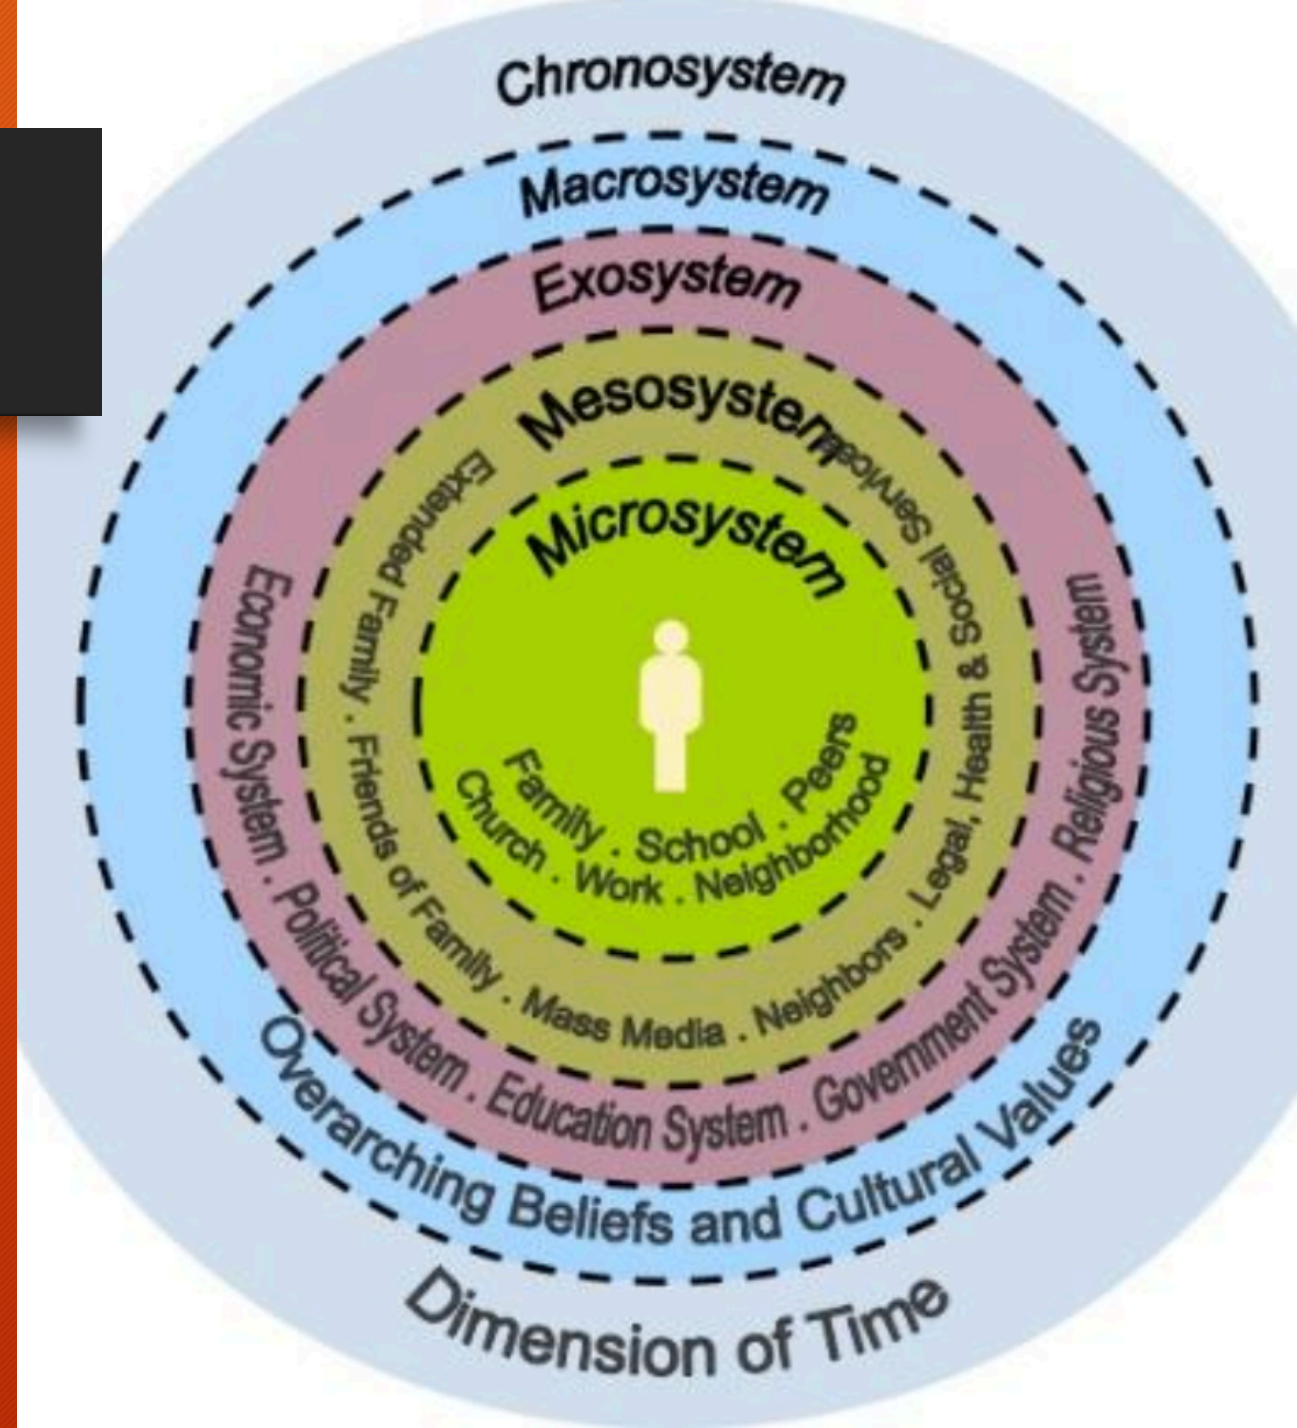 Chronosystem
Macrosystem
Exosystem
Mesosystem
Microsystem
Family . School . Peers
Church . Work . Neighborhood
Extended Family . Friends of Family . Mass Media . Neighbors . Legal, Health & Social Services
Economic System . Political System . Education System . Government System . Religious System
Overarching Beliefs and Cultural Values
Dimension of Time